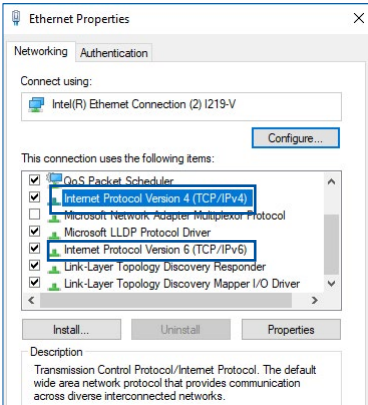 Ethernet Properties
Networking Authentication
Connect using:
Intel(R) Ethernet Connection (2) I219-V
Configure...
This connection uses the following items:
QoS Packet Scheduler
Internet Protocol Version 4 (TCP/IPv4)
Microsoft Network Adapter Multiplexor Protocol
Microsoft LLDP Protocol Driver
Internet Protocol Version 6 (TCP/IPv6)
Link-Layer Topology Discovery Responder
Link-Layer Topology Discovery Mapper I/O Driver
Install... Uninstall Properties
Description
Transmission Control Protocol/Internet Protocol. The default
wide area network protocol that provides communication
across diverse interconnected networks.